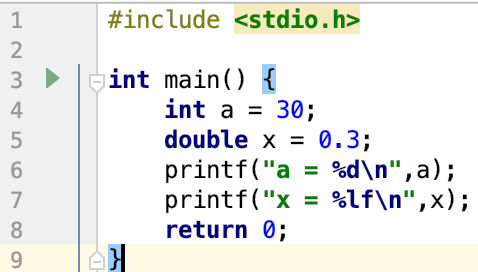 1 #include <stdio.h>
2
3 int main() {
4     int a = 30;
5     double x = 0.3;
6     printf("a = %d\n",a);
7     printf("x = %lf\n",x);
8     return 0;
9 }